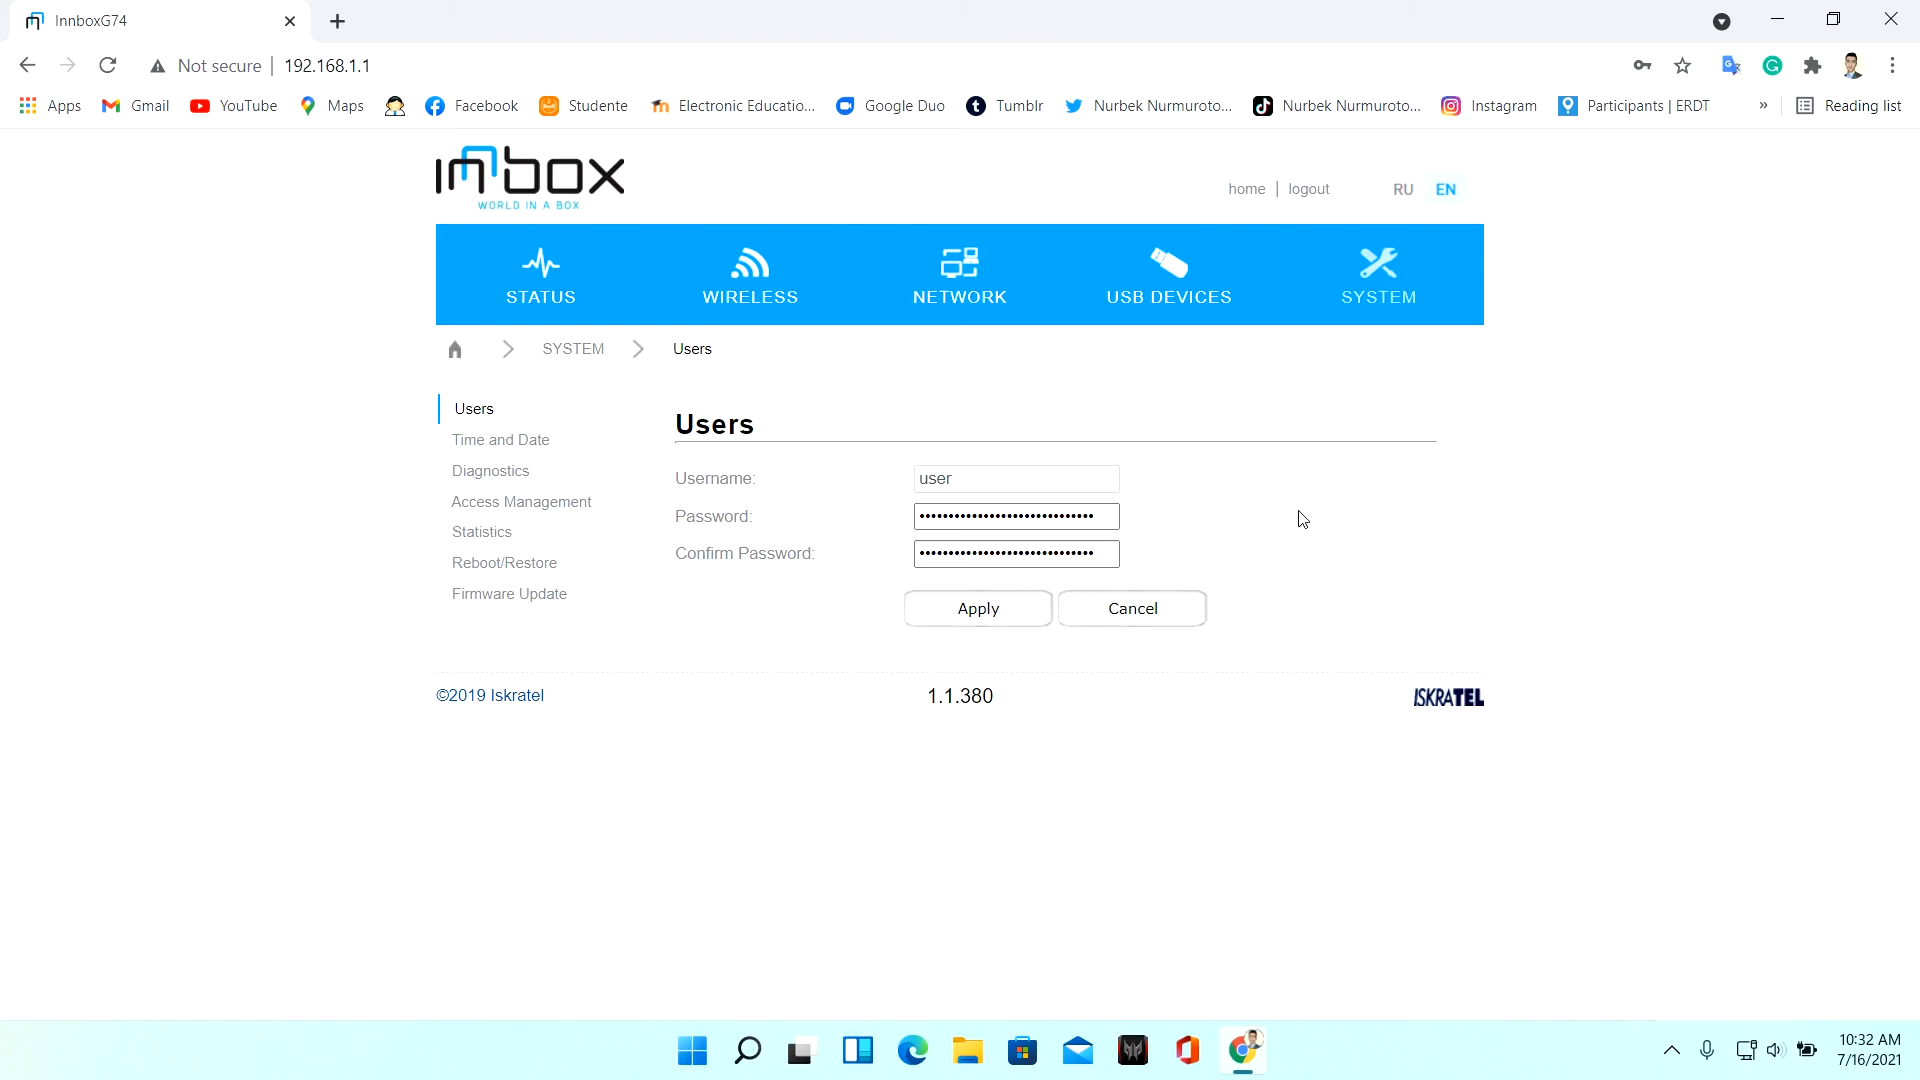 InnboxG74
Not secure | 192.168.1.1
Apps Gmail YouTube Maps Facebook Studente Electronic Educatio... Google Duo Tumblr Nurbek Nurmuroto... Nurbek Nurmuroto... Instagram Participants | ERDT » Reading list
innbox
WORLD IN A BOX
home | logout RU EN
STATUS WIRELESS NETWORK USB DEVICES SYSTEM
SYSTEM Users
Users
Time and Date
Diagnostics
Access Management
Statistics
Reboot/Restore
Firmware Update
Users
Username: user
Password: ••••••••••••••••••••••••••••••
Confirm Password: ••••••••••••••••••••••••••••••
Apply Cancel
©2019 Iskratel 1.1.380 ISKRATEL
10:32 AM
7/16/2021